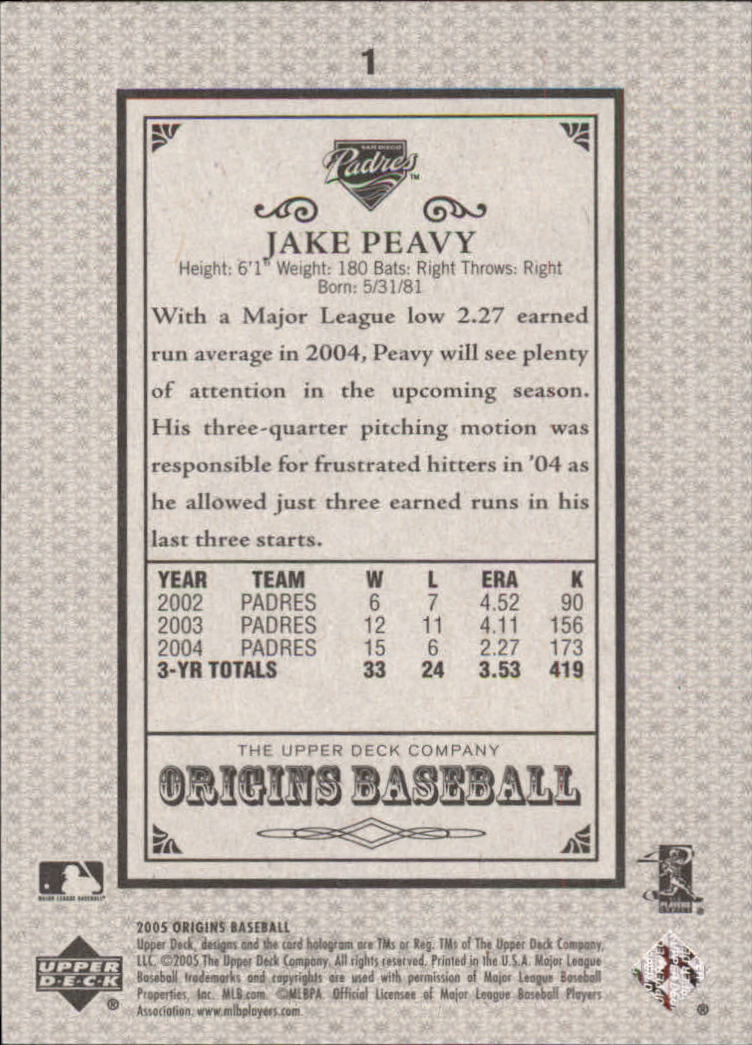 1
SAN DIEGO
Padres™
JAKE PEAVY
Height: 6'1" Weight: 180 Bats: Right Throws: Right
Born: 5/31/81
With a Major League low 2.27 earned
run average in 2004, Peavy will see plenty
of attention in the upcoming season.
His three-quarter pitching motion was
responsible for frustrated hitters in '04 as
he allowed just three earned runs in his
last three starts.
YEAR TEAM W L ERA K
2002 PADRES 6 7 4.52 90
2003 PADRES 12 11 4.11 156
2004 PADRES 15 6 2.27 173
3-YR TOTALS 33 24 3.53 419
THE UPPER DECK COMPANY
ORIGINS BASEBALL
MAJOR LEAGUE BASEBALL®
PLAYERS
®
2005 ORIGINS BASEBALL
Upper Deck, designs and the card hologram are TMs or Reg. TMs of The Upper Deck Company,
LLC. ©2005 The Upper Deck Company. All rights reserved. Printed in the U.S.A. Major League
Baseball trademarks and copyrights are used with permission of Major League Baseball
Properties, Inc. MLB.com. ©MLBPA Official Licensee of Major League Baseball Players
Association. www.mlbplayers.com
UPPER
D·E·C·K
®
®